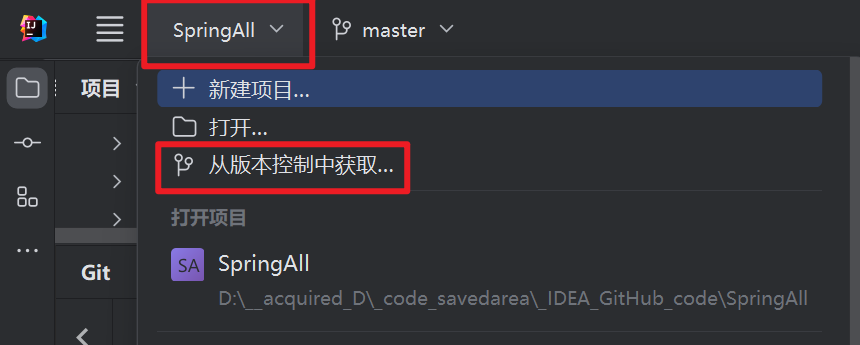 IJ
SpringAll
master
项目
新建项目...
打开...
从版本控制中获取...
打开项目
SA
SpringAll
Git
D:\__acquired_D\_code_savedarea\_IDEA_GitHub_code\SpringAll